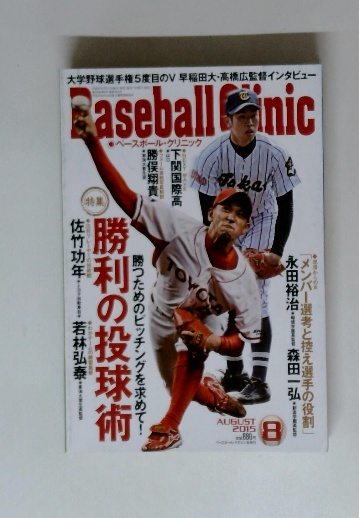 大学野球選手権5度目のV 早稲田大・髙橋広監督インタビュー
Baseball Clinic
ベースボール・クリニック
下関国際高
勝俣翔貴
特集
勝利の投球術
勝つためのピッチングを求めて!
佐竹功年
若林弘泰
「メンバー選考と控え選手の役割」
永田裕治
森田一弘
Tokai
TOYOTA
AUGUST
2015
8